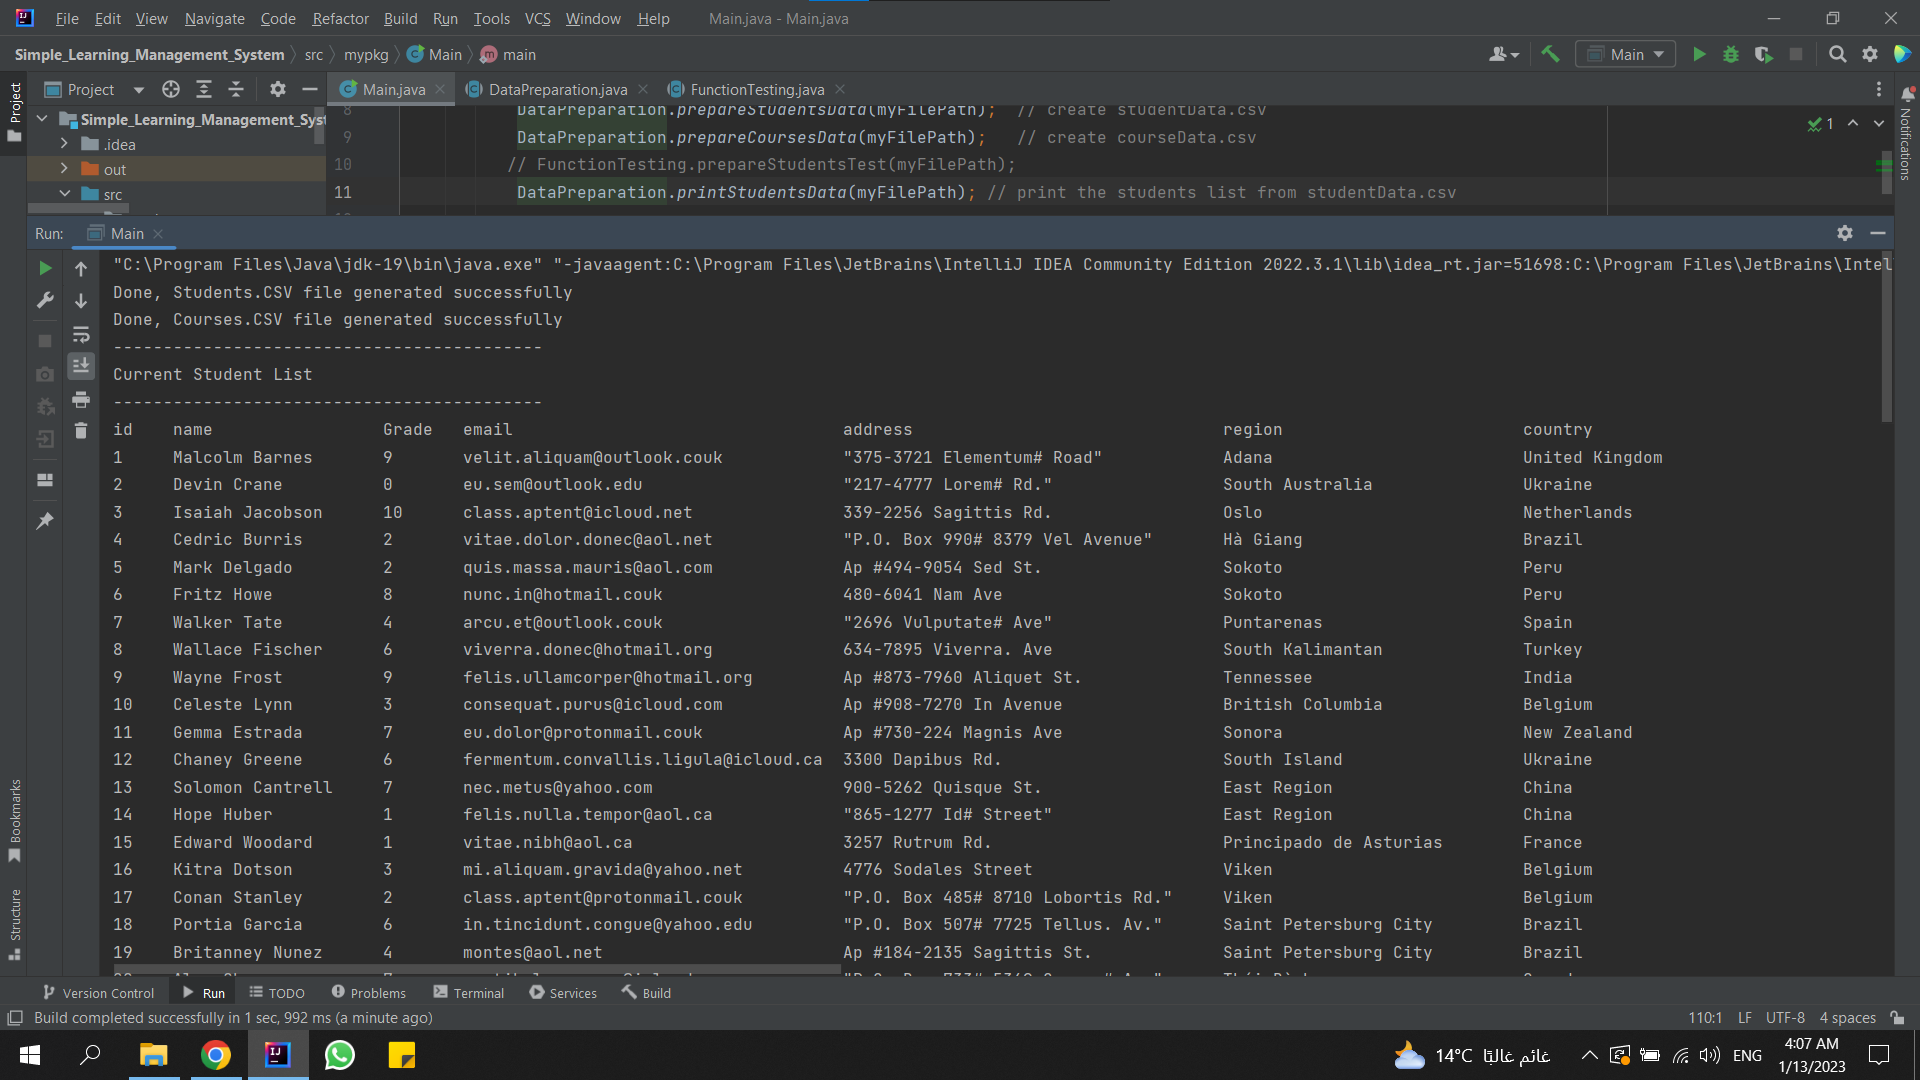 File Edit View Navigate Code Refactor Build Run Tools VCS Window Help Main.java - Main.java
Simple_Learning_Management_System src mypkg Main main Main
Project Main.java DataPreparation.java FunctionTesting.java
Project
Simple_Learning_Management_Syst
.idea
out
src
8 DataPreparation.prepareStudentsData(myFilePath); // create studentData.csv
9 DataPreparation.prepareCoursesData(myFilePath); // create courseData.csv
10 // FunctionTesting.prepareStudentsTest(myFilePath);
11 DataPreparation.printStudentsData(myFilePath); // print the students list from studentData.csv
1
Notifications
Run: Main
"C:\Program Files\Java\jdk-19\bin\java.exe" "-javaagent:C:\Program Files\JetBrains\IntelliJ IDEA Community Edition 2022.3.1\lib\idea_rt.jar=51698:C:\Program Files\JetBrains\Intel
Done, Students.CSV file generated successfully
Done, Courses.CSV file generated successfully
-------------------------------------------
Current Student List
-------------------------------------------
id name Grade email address region country
1 Malcolm Barnes 9 velit.aliquam@outlook.couk "375-3721 Elementum# Road" Adana United Kingdom
2 Devin Crane 0 eu.sem@outlook.edu "217-4777 Lorem# Rd." South Australia Ukraine
3 Isaiah Jacobson 10 class.aptent@icloud.net 339-2256 Sagittis Rd. Oslo Netherlands
4 Cedric Burris 2 vitae.dolor.donec@aol.net "P.O. Box 990# 8379 Vel Avenue" Hà Giang Brazil
5 Mark Delgado 2 quis.massa.mauris@aol.com Ap #494-9054 Sed St. Sokoto Peru
6 Fritz Howe 8 nunc.in@hotmail.couk 480-6041 Nam Ave Sokoto Peru
7 Walker Tate 4 arcu.et@outlook.couk "2696 Vulputate# Ave" Puntarenas Spain
8 Wallace Fischer 6 viverra.donec@hotmail.org 634-7895 Viverra. Ave South Kalimantan Turkey
9 Wayne Frost 9 felis.ullamcorper@hotmail.org Ap #873-7960 Aliquet St. Tennessee India
10 Celeste Lynn 3 consequat.purus@icloud.com Ap #908-7270 In Avenue British Columbia Belgium
11 Gemma Estrada 7 eu.dolor@protonmail.couk Ap #730-224 Magnis Ave Sonora New Zealand
12 Chaney Greene 6 fermentum.convallis.ligula@icloud.ca 3300 Dapibus Rd. South Island Ukraine
13 Solomon Cantrell 7 nec.metus@yahoo.com 900-5262 Quisque St. East Region China
14 Hope Huber 1 felis.nulla.tempor@aol.ca "865-1277 Id# Street" East Region China
15 Edward Woodard 1 vitae.nibh@aol.ca 3257 Rutrum Rd. Principado de Asturias France
16 Kitra Dotson 3 mi.aliquam.gravida@yahoo.net 4776 Sodales Street Viken Belgium
17 Conan Stanley 2 class.aptent@protonmail.couk "P.O. Box 485# 8710 Lobortis Rd." Viken Belgium
18 Portia Garcia 6 in.tincidunt.congue@yahoo.edu "P.O. Box 507# 7725 Tellus. Av." Saint Petersburg City Brazil
19 Britanney Nunez 4 montes@aol.net Ap #184-2135 Sagittis St. Saint Petersburg City Brazil
Bookmarks
Structure
Version Control Run TODO Problems Terminal Services Build
Build completed successfully in 1 sec, 992 ms (a minute ago) 110:1 LF UTF-8 4 spaces
14°C غائم غالبًا ENG 4:07 AM
1/13/2023